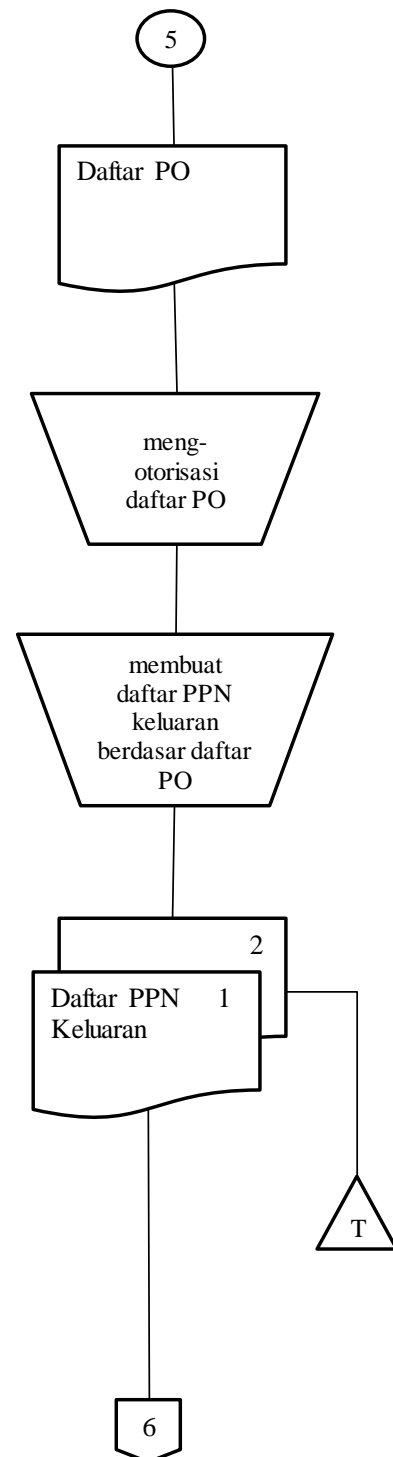 5
Daftar PO
meng-
otorisasi
daftar PO
membuat
daftar PPN
keluaran
berdasar daftar
PO
2
Daftar PPN 1
Keluaran
T
6